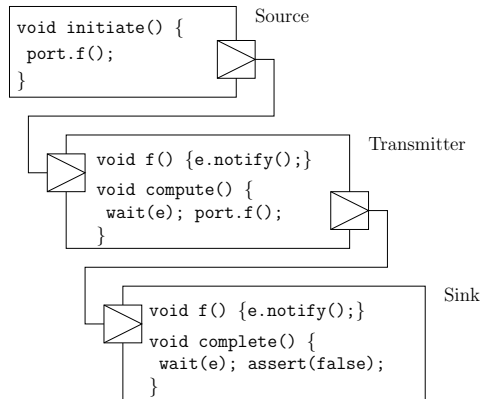 Source
void initiate() {
port.f();
}
Transmitter
void f() {e.notify();}
void compute() {
wait(e); port.f();
}
Sink
void f() {e.notify();}
void complete() {
wait(e); assert(false);
}